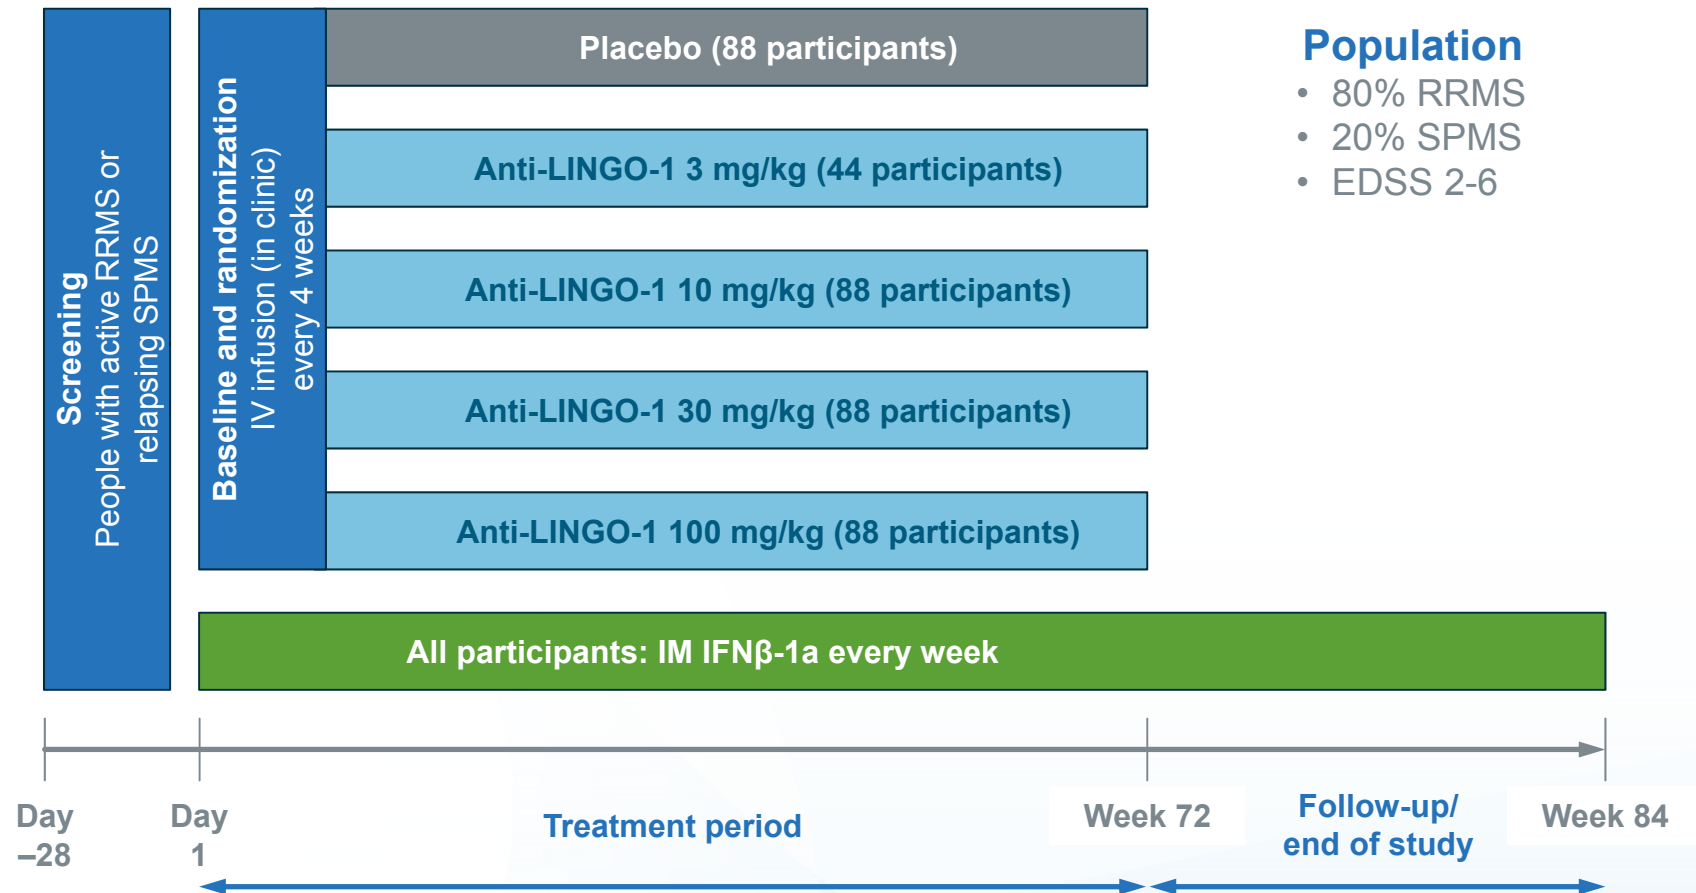 Screening
People with active RRMS or
relapsing SPMS
Baseline and randomization
IV infusion (in clinic)
every 4 weeks
Placebo (88 participants)
Anti-LINGO-1 3 mg/kg (44 participants)
Anti-LINGO-1 10 mg/kg (88 participants)
Anti-LINGO-1 30 mg/kg (88 participants)
Anti-LINGO-1 100 mg/kg (88 participants)
All participants: IM IFNβ-1a every week
Population
• 80% RRMS
• 20% SPMS
• EDSS 2-6
Day
–28
Day
1
Treatment period
Week 72
Follow-up/
end of study
Week 84